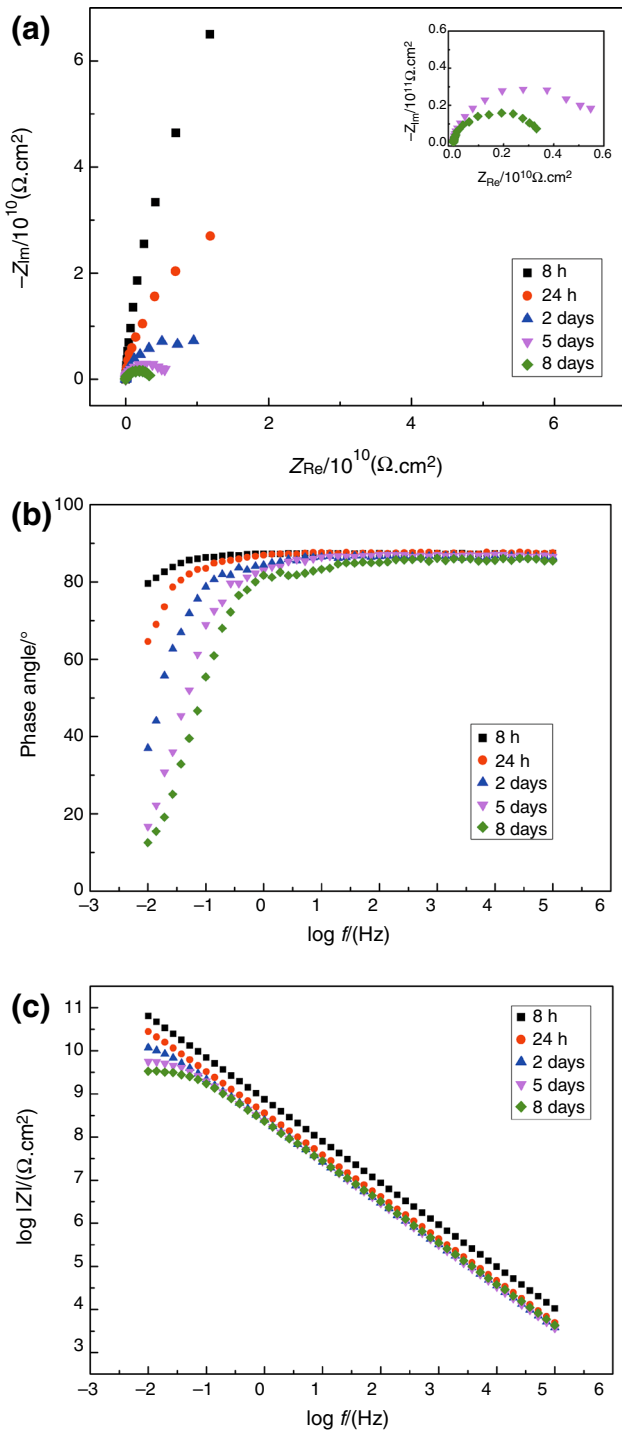 (a)
6
4
2
0
−Z_Im/10^10(Ω.cm²)
0
2
4
6
Z_Re/10^10(Ω.cm²)
0.6
0.4
0.2
0.0
−Z_Im/10^11(Ω.cm²
0.0
0.2
0.4
0.6
Z_Re/10^10Ω.cm²
8 h
24 h
2 days
5 days
8 days
(b)
100
80
60
40
20
0
Phase angle/°
−3
−2
−1
0
1
2
3
4
5
6
log f/(Hz)
8 h
24 h
2 days
5 days
8 days
(c)
11
10
9
8
7
6
5
4
3
log |Z|/(Ω.cm²)
−3
−2
−1
0
1
2
3
4
5
6
log f/(Hz)
8 h
24 h
2 days
5 days
8 days